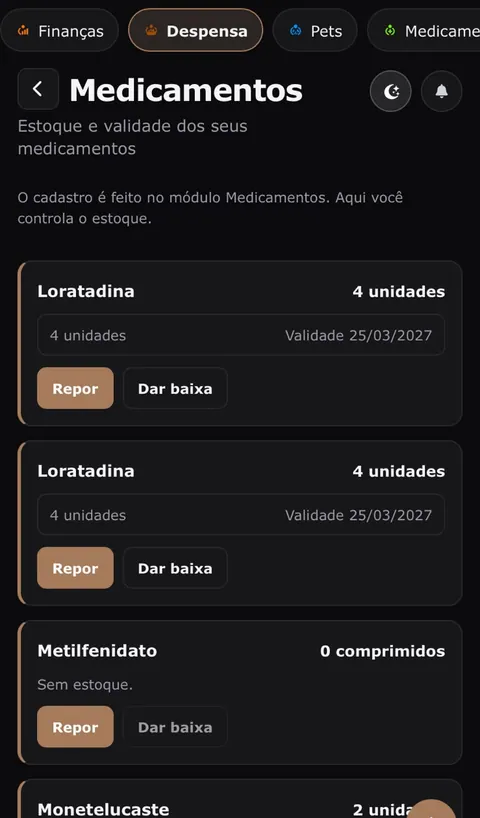 Finanças
Despensa
Pets
Medicame
Medicamentos
Estoque e validade dos seus
medicamentos
O cadastro é feito no módulo Medicamentos. Aqui você
controla o estoque.
Loratadina 4 unidades
4 unidades Validade 25/03/2027
Repor Dar baixa
Loratadina 4 unidades
4 unidades Validade 25/03/2027
Repor Dar baixa
Metilfenidato 0 comprimidos
Sem estoque.
Repor Dar baixa
Monetelucaste 2 unida